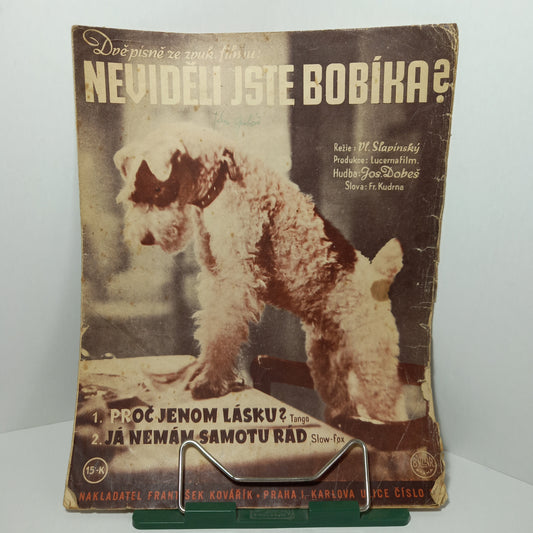 Dvě písně ze zvuk. filmu:
NEVIDĚLI JSTE BOBÍKA?
Režie: Vl. Slavínský
Produkce: Lucernafilm.
Hudba: Jos. Dobeš
Slova: Fr. Kudrna
1. PROČ JENOM LÁSKU? Tango
2. JÁ NEMÁM SAMOTU RÁD Slow-fox
15·-K
NAKLADATEL FRANTIŠEK KOVÁŘÍK · PRAHA I. KARLOVA ULICE ČÍSLO